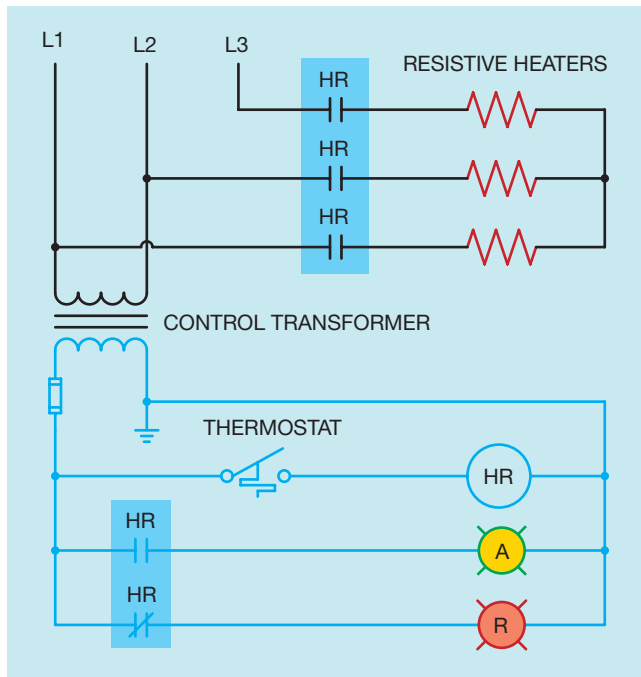 L1 L2 L3
HR RESISTIVE HEATERS
HR
HR
CONTROL TRANSFORMER
THERMOSTAT
HR
HR
A
HR
R